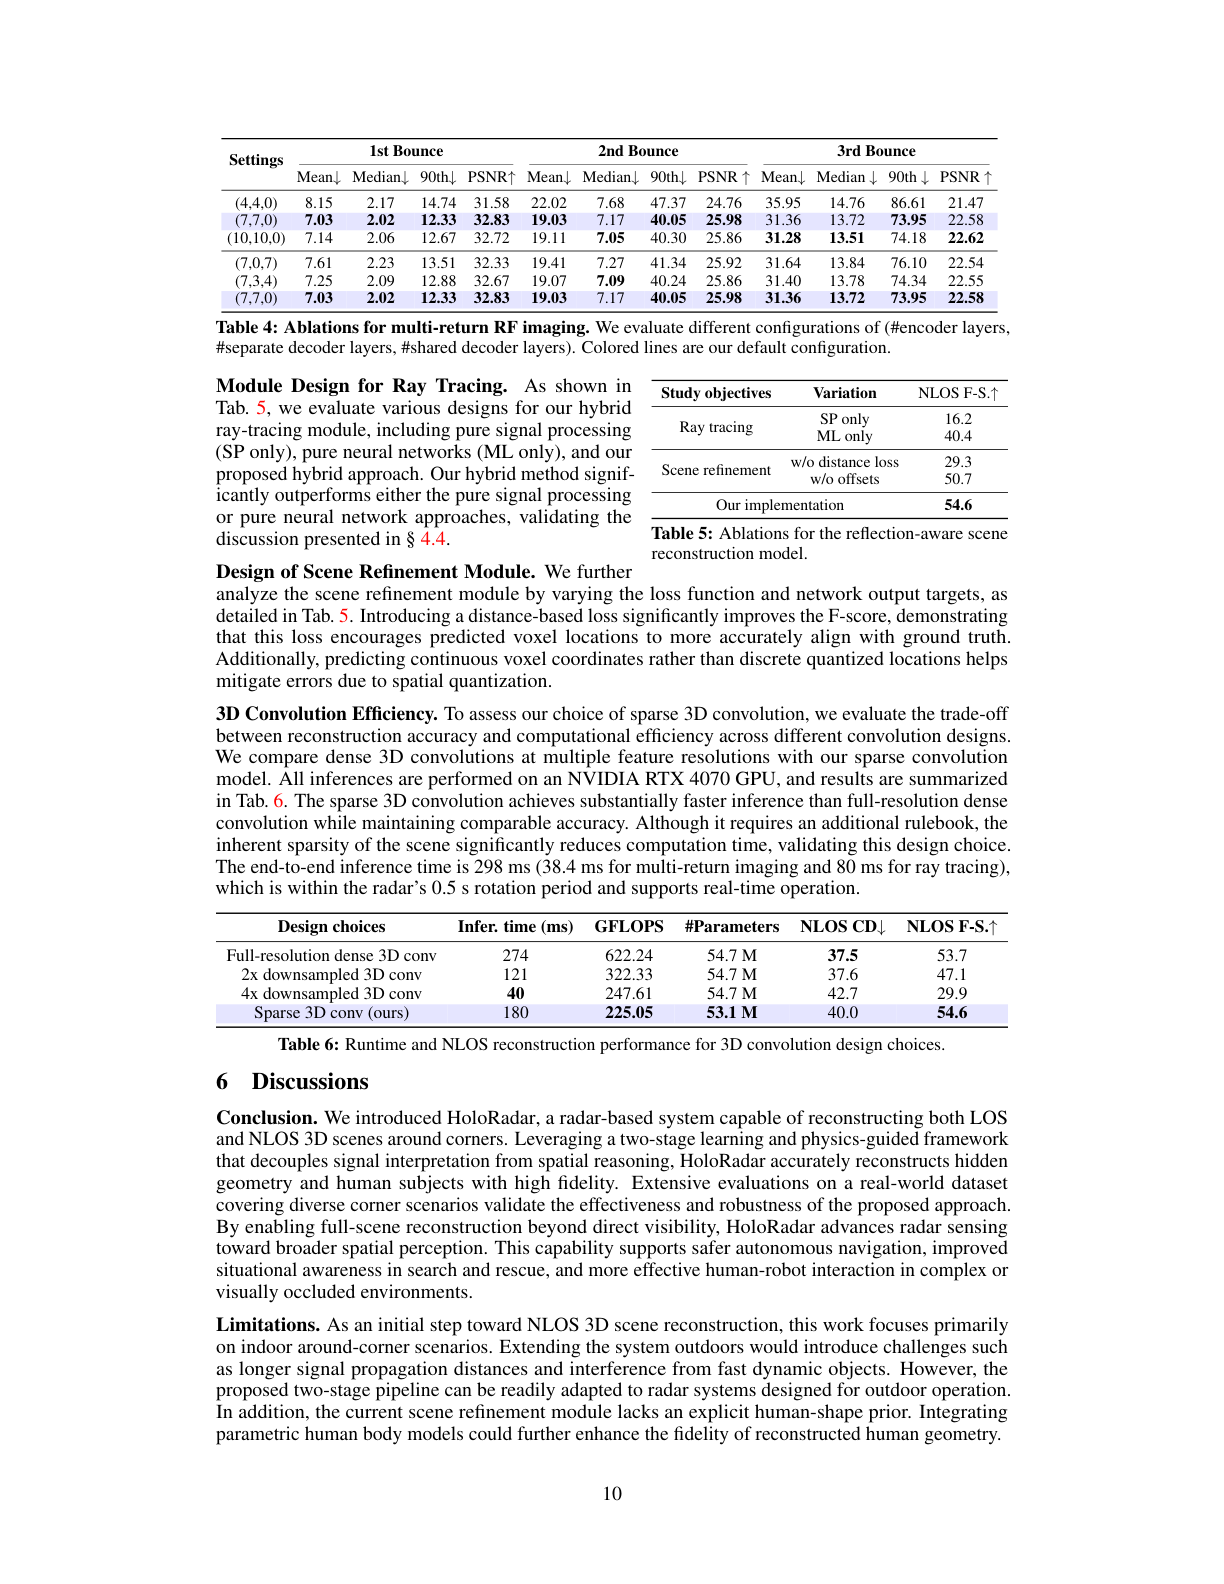 Settings 1st Bounce 2nd Bounce 3rd Bounce
Mean↓ Median↓ 90th↓ PSNR↑ Mean↓ Median↓ 90th↓ PSNR ↑ Mean↓ Median ↓ 90th ↓ PSNR ↑
(4,4,0) 8.15 2.17 14.74 31.58 22.02 7.68 47.37 24.76 35.95 14.76 86.61 21.47
(7,7,0) 7.03 2.02 12.33 32.83 19.03 7.17 40.05 25.98 31.36 13.72 73.95 22.58
(10,10,0) 7.14 2.06 12.67 32.72 19.11 7.05 40.30 25.86 31.28 13.51 74.18 22.62
(7,0,7) 7.61 2.23 13.51 32.33 19.41 7.27 41.34 25.92 31.64 13.84 76.10 22.54
(7,3,4) 7.25 2.09 12.88 32.67 19.07 7.09 40.24 25.86 31.40 13.78 74.34 22.55
(7,7,0) 7.03 2.02 12.33 32.83 19.03 7.17 40.05 25.98 31.36 13.72 73.95 22.58
Table 4: Ablations for multi-return RF imaging. We evaluate different configurations of (#encoder layers,
#separate decoder layers, #shared decoder layers). Colored lines are our default configuration.
Module Design for Ray Tracing. As shown in
Tab. 5, we evaluate various designs for our hybrid
ray-tracing module, including pure signal processing
(SP only), pure neural networks (ML only), and our
proposed hybrid approach. Our hybrid method signif-
icantly outperforms either the pure signal processing
or pure neural network approaches, validating the
discussion presented in § 4.4.
Study objectives Variation NLOS F-S.↑
Ray tracing
SP only 16.2
ML only 40.4
Scene refinement
w/o distance loss 29.3
w/o offsets 50.7
Our implementation 54.6
Table 5: Ablations for the reflection-aware scene
reconstruction model.
Design of Scene Refinement Module. We further
analyze the scene refinement module by varying the loss function and network output targets, as
detailed in Tab. 5. Introducing a distance-based loss significantly improves the F-score, demonstrating
that this loss encourages predicted voxel locations to more accurately align with ground truth.
Additionally, predicting continuous voxel coordinates rather than discrete quantized locations helps
mitigate errors due to spatial quantization.
3D Convolution Efficiency. To assess our choice of sparse 3D convolution, we evaluate the trade-off
between reconstruction accuracy and computational efficiency across different convolution designs.
We compare dense 3D convolutions at multiple feature resolutions with our sparse convolution
model. All inferences are performed on an NVIDIA RTX 4070 GPU, and results are summarized
in Tab. 6. The sparse 3D convolution achieves substantially faster inference than full-resolution dense
convolution while maintaining comparable accuracy. Although it requires an additional rulebook, the
inherent sparsity of the scene significantly reduces computation time, validating this design choice.
The end-to-end inference time is 298 ms (38.4 ms for multi-return imaging and 80 ms for ray tracing),
which is within the radar's 0.5 s rotation period and supports real-time operation.
Design choices Infer. time (ms) GFLOPS #Parameters NLOS CD↓ NLOS F-S.↑
Full-resolution dense 3D conv 274 622.24 54.7 M 37.5 53.7
2x downsampled 3D conv 121 322.33 54.7 M 37.6 47.1
4x downsampled 3D conv 40 247.61 54.7 M 42.7 29.9
Sparse 3D conv (ours) 180 225.05 53.1 M 40.0 54.6
Table 6: Runtime and NLOS reconstruction performance for 3D convolution design choices.
6 Discussions
Conclusion. We introduced HoloRadar, a radar-based system capable of reconstructing both LOS
and NLOS 3D scenes around corners. Leveraging a two-stage learning and physics-guided framework
that decouples signal interpretation from spatial reasoning, HoloRadar accurately reconstructs hidden
geometry and human subjects with high fidelity. Extensive evaluations on a real-world dataset
covering diverse corner scenarios validate the effectiveness and robustness of the proposed approach.
By enabling full-scene reconstruction beyond direct visibility, HoloRadar advances radar sensing
toward broader spatial perception. This capability supports safer autonomous navigation, improved
situational awareness in search and rescue, and more effective human-robot interaction in complex or
visually occluded environments.
Limitations. As an initial step toward NLOS 3D scene reconstruction, this work focuses primarily
on indoor around-corner scenarios. Extending the system outdoors would introduce challenges such
as longer signal propagation distances and interference from fast dynamic objects. However, the
proposed two-stage pipeline can be readily adapted to radar systems designed for outdoor operation.
In addition, the current scene refinement module lacks an explicit human-shape prior. Integrating
parametric human body models could further enhance the fidelity of reconstructed human geometry.
10